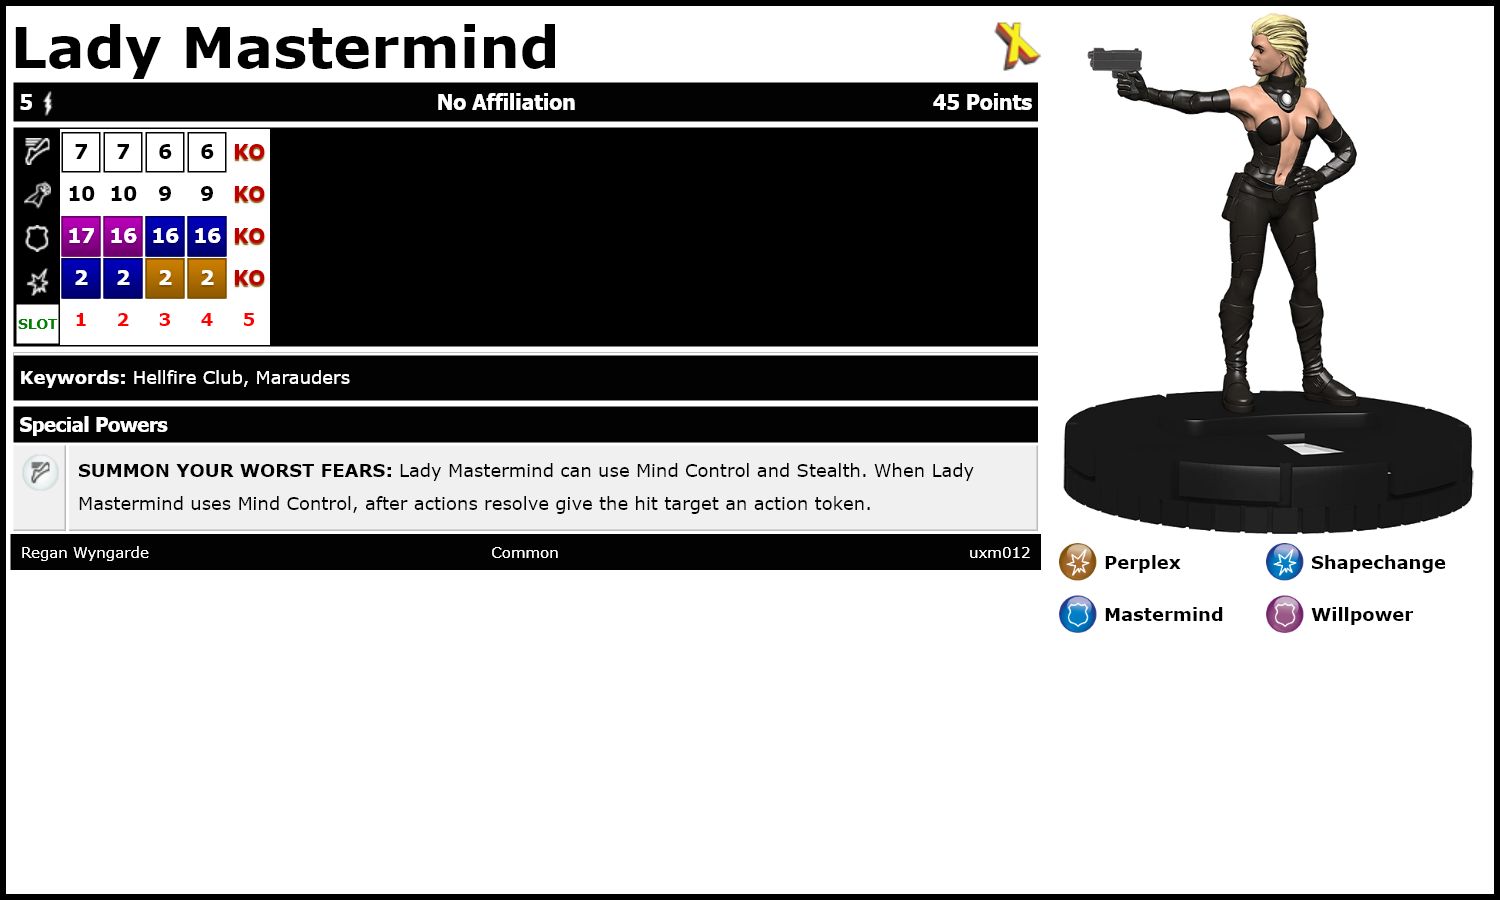 Lady Mastermind
5 No Affiliation 45 Points
7 7 6 6 KO
10 10 9 9 KO
17 16 16 16 KO
2 2 2 2 KO
SLOT 1 2 3 4 5
Keywords: Hellfire Club, Marauders
Special Powers
SUMMON YOUR WORST FEARS: Lady Mastermind can use Mind Control and Stealth. When Lady
Mastermind uses Mind Control, after actions resolve give the hit target an action token.
Regan Wyngarde Common uxm012
Perplex Shapechange
Mastermind Willpower